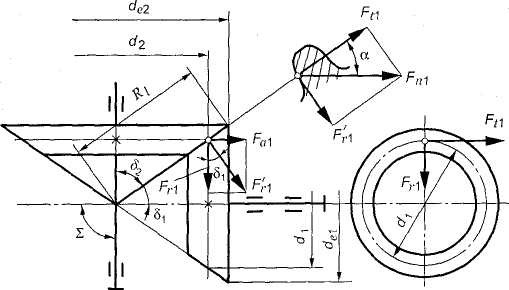 d_e2
d_2
F_t1
α
F_n1
F'_r1
R_1
F_a1
F_t1
δ_2
δ_1
F_r1
F'_r1
F_r1
d_1
Σ
δ_1
d_1
d_e1